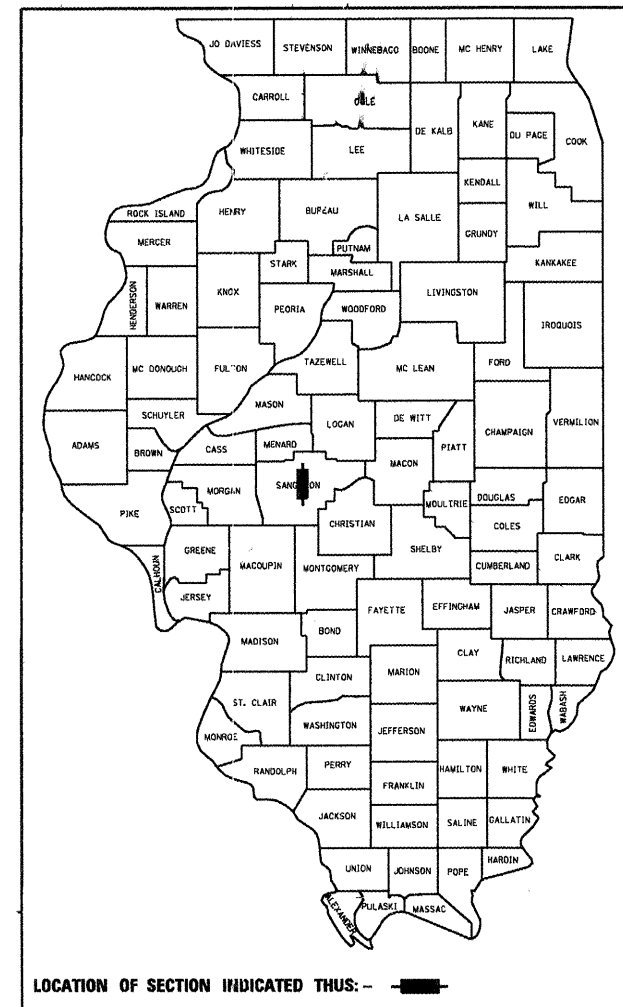 JO DAVIESS STEVENSON WINNEBAGO BOONE MC HENRY LAKE
CARROLL OGLE
DE KALB KANE DU PAGE COOK
WHITESIDE LEE
KENDALL WILL
ROCK ISLAND HENRY BUREAU LA SALLE
GRUNDY
MERCER PUTNAM
STARK MARSHALL KANKAKEE
HENDERSON WARREN KNOX PEORIA WOODFORD LIVINGSTON
IROQUOIS
HANCOCK MC DONOUGH FULTON TAZEWELL MC LEAN FORD
MASON
SCHUYLER LOGAN DE WITT CHAMPAIGN VERMILION
ADAMS BROWN CASS MENARD PIATT
MACON
MORGAN SANGAMON
PIKE SCOTT CHRISTIAN MOULTRIE DOUGLAS EDGAR
COLES
CALHOUN GREENE MACOUPIN MONTGOMERY SHELBY CLARK
CUMBERLAND
JERSEY FAYETTE EFFINGHAM JASPER CRAWFORD
MADISON BOND
CLAY RICHLAND LAWRENCE
CLINTON MARION
ST. CLAIR WAYNE EDWARDS WABASH
WASHINGTON JEFFERSON
MONROE
RANDOLPH PERRY HAMILTON WHITE
FRANKLIN
JACKSON WILLIAMSON SALINE GALLATIN
HARDIN
UNION JOHNSON POPE
ALEXANDER PULASKI MASSAC
LOCATION OF SECTION INDICATED THUS: -